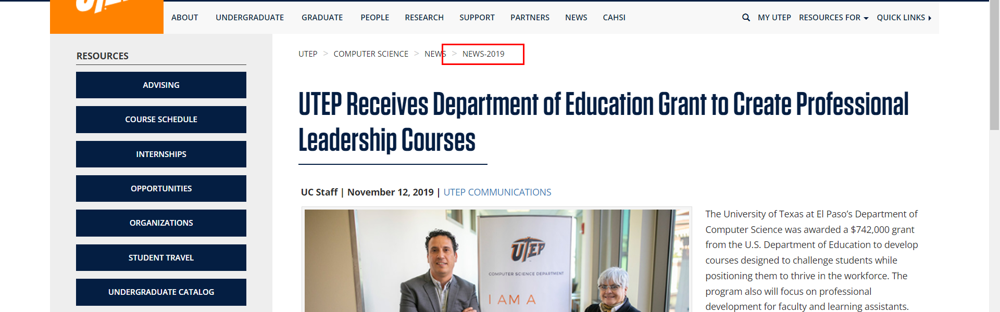 UTEP
ABOUT UNDERGRADUATE GRADUATE PEOPLE RESEARCH SUPPORT PARTNERS NEWS CAHSI MY UTEP RESOURCES FOR QUICK LINKS
RESOURCES
ADVISING
COURSE SCHEDULE
INTERNSHIPS
OPPORTUNITIES
ORGANIZATIONS
STUDENT TRAVEL
UNDERGRADUATE CATALOG
UTEP > COMPUTER SCIENCE > NEWS > NEWS-2019
UTEP Receives Department of Education Grant to Create Professional
Leadership Courses
UC Staff | November 12, 2019 | UTEP COMMUNICATIONS
UTEP
COMPUTER SCIENCE DEPARTMENT
I AM A
The University of Texas at El Paso’s Department of
Computer Science was awarded a $742,000 grant
from the U.S. Department of Education to develop
courses designed to challenge students while
positioning them to thrive in the workforce. The
program also will focus on professional
development for faculty and learning assistants.